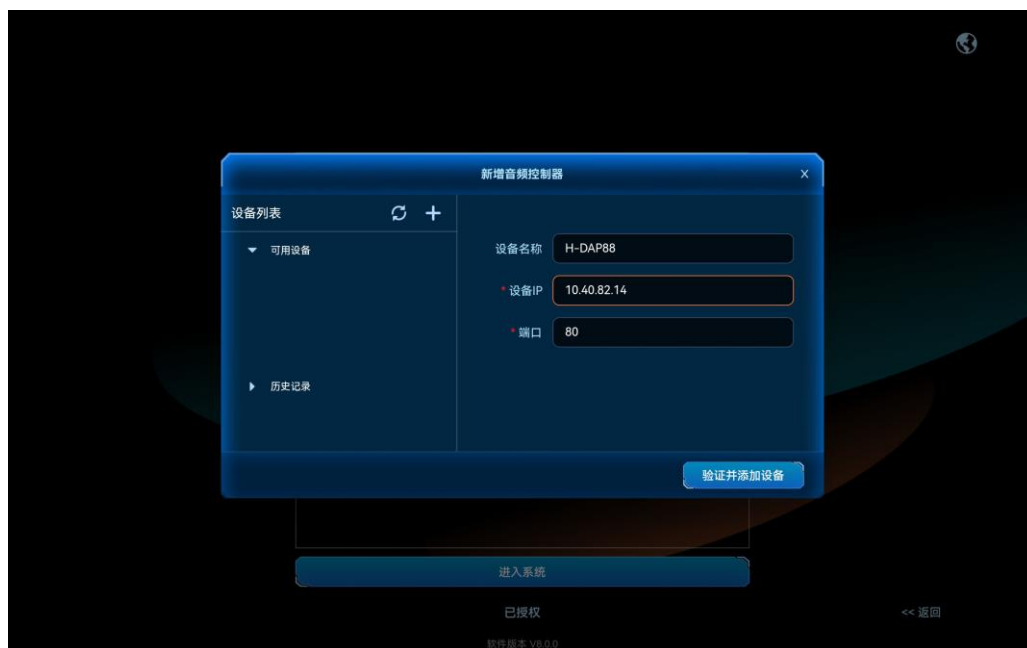 新增音频控制器 X
设备列表
可用设备
历史记录
设备名称 H-DAP88
* 设备IP 10.40.82.14
* 端口 80
验证并添加设备
进入系统
已授权
<< 返回
软件版本 V8.0.0